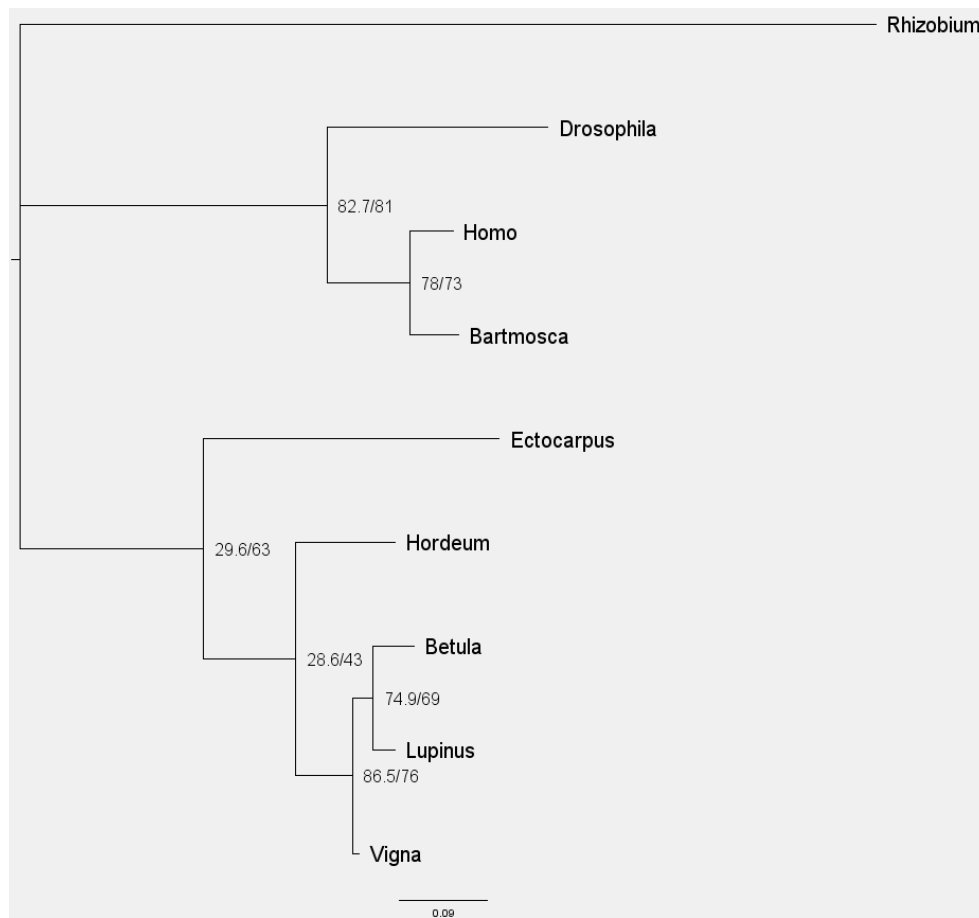 Rhizobium
Drosophila
82.7/81
Homo
78/73
Bartmosca
Ectocarpus
29.6/63
Hordeum
28.6/43
Betula
74.9/69
Lupinus
86.5/76
Vigna
0.09